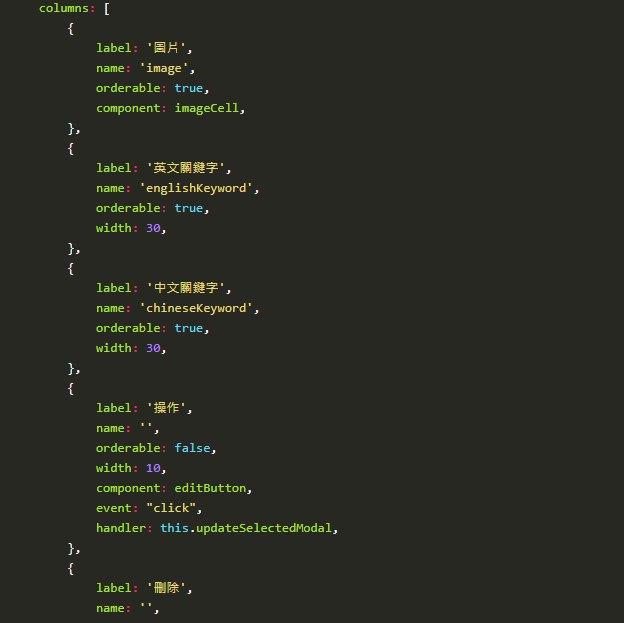 columns: [
{
label: '圖片',
name: 'image',
orderable: true,
component: imageCell,
},
{
label: '英文關鍵字',
name: 'englishKeyword',
orderable: true,
width: 30,
},
{
label: '中文關鍵字',
name: 'chineseKeyword',
orderable: true,
width: 30,
},
{
label: '操作',
name: '',
orderable: false,
width: 10,
component: editButton,
event: "click",
handler: this.updateSelectedModal,
},
{
label: '刪除',
name: '',